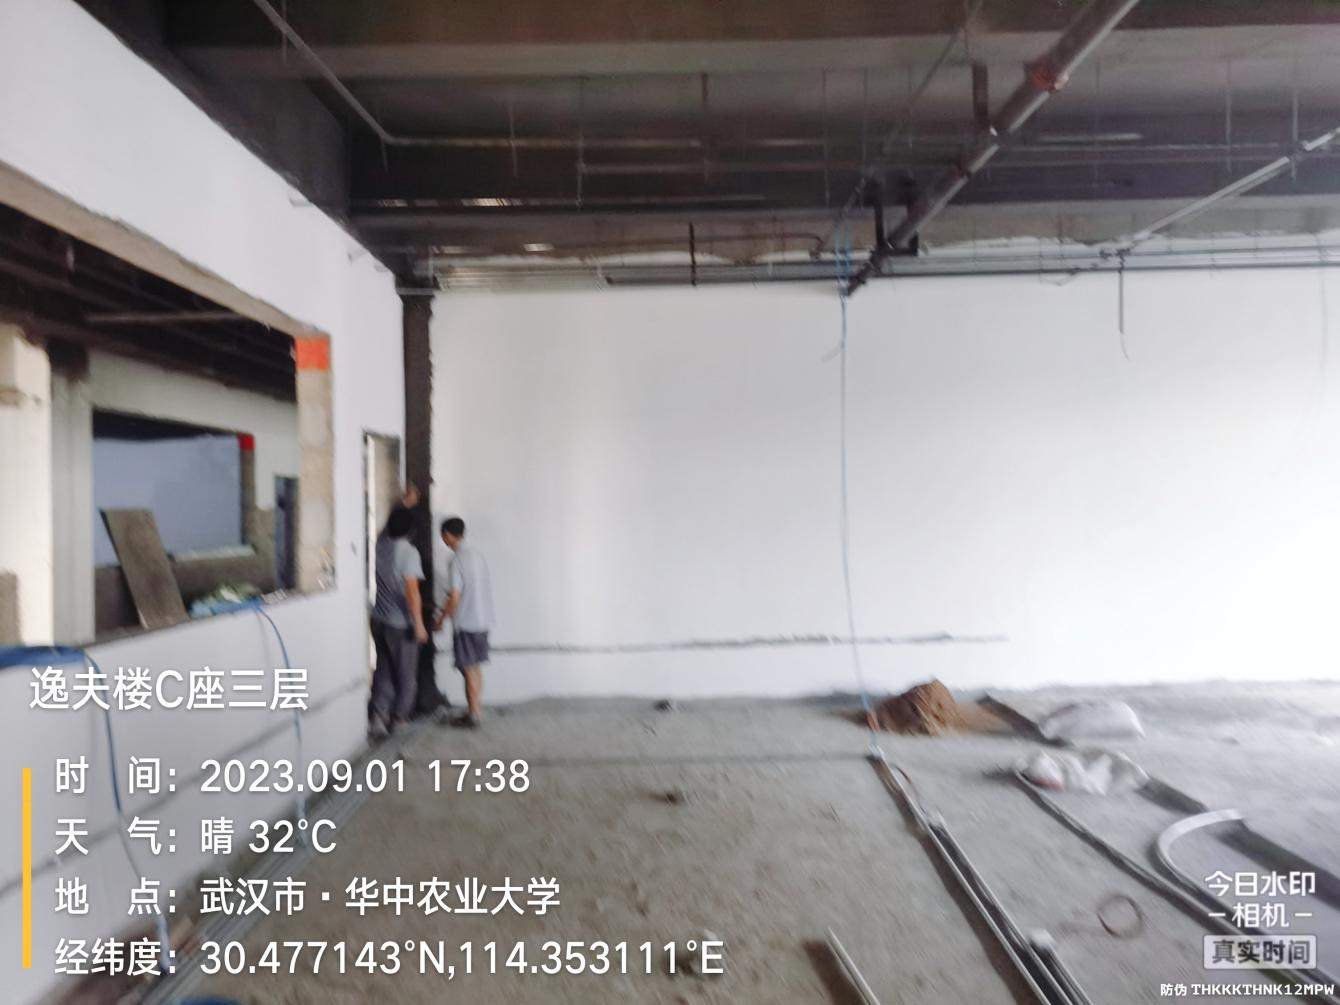 逸夫楼C座三层
时 间：2023.09.01 17:38
天 气：晴 32℃
地 点：武汉市·华中农业大学
经纬度：30.477143°N,114.353111°E
今日水印
-相机-
真实时间
防伪 THKKKTHNK12MPW